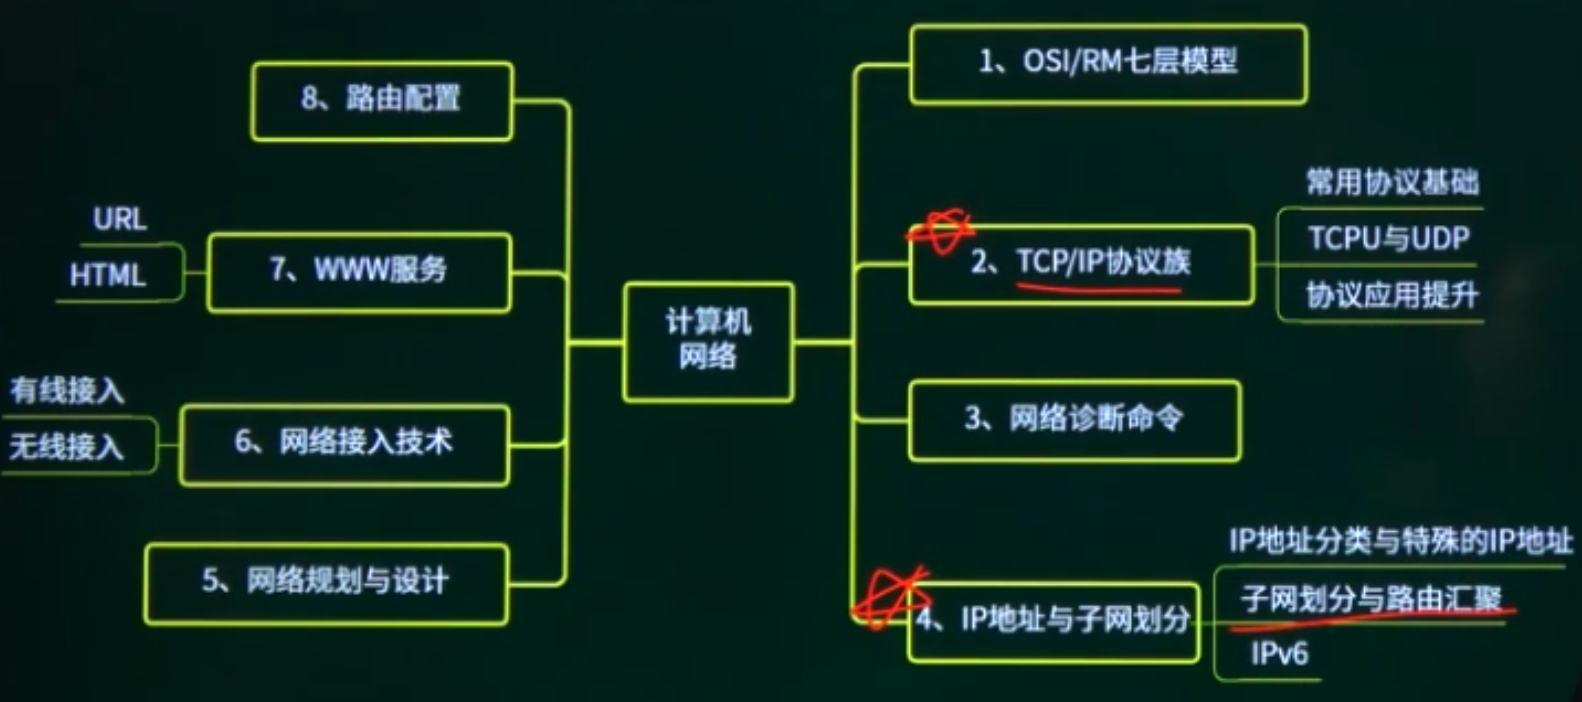 计算机
网络
1、OSI/RM七层模型
2、TCP/IP协议族
常用协议基础
TCPU与UDP
协议应用提升
3、网络诊断命令
4、IP地址与子网划分
IP地址分类与特殊的IP地址
子网划分与路由汇聚
IPv6
5、网络规划与设计
6、网络接入技术
有线接入
无线接入
7、WWW服务
URL
HTML
8、路由配置